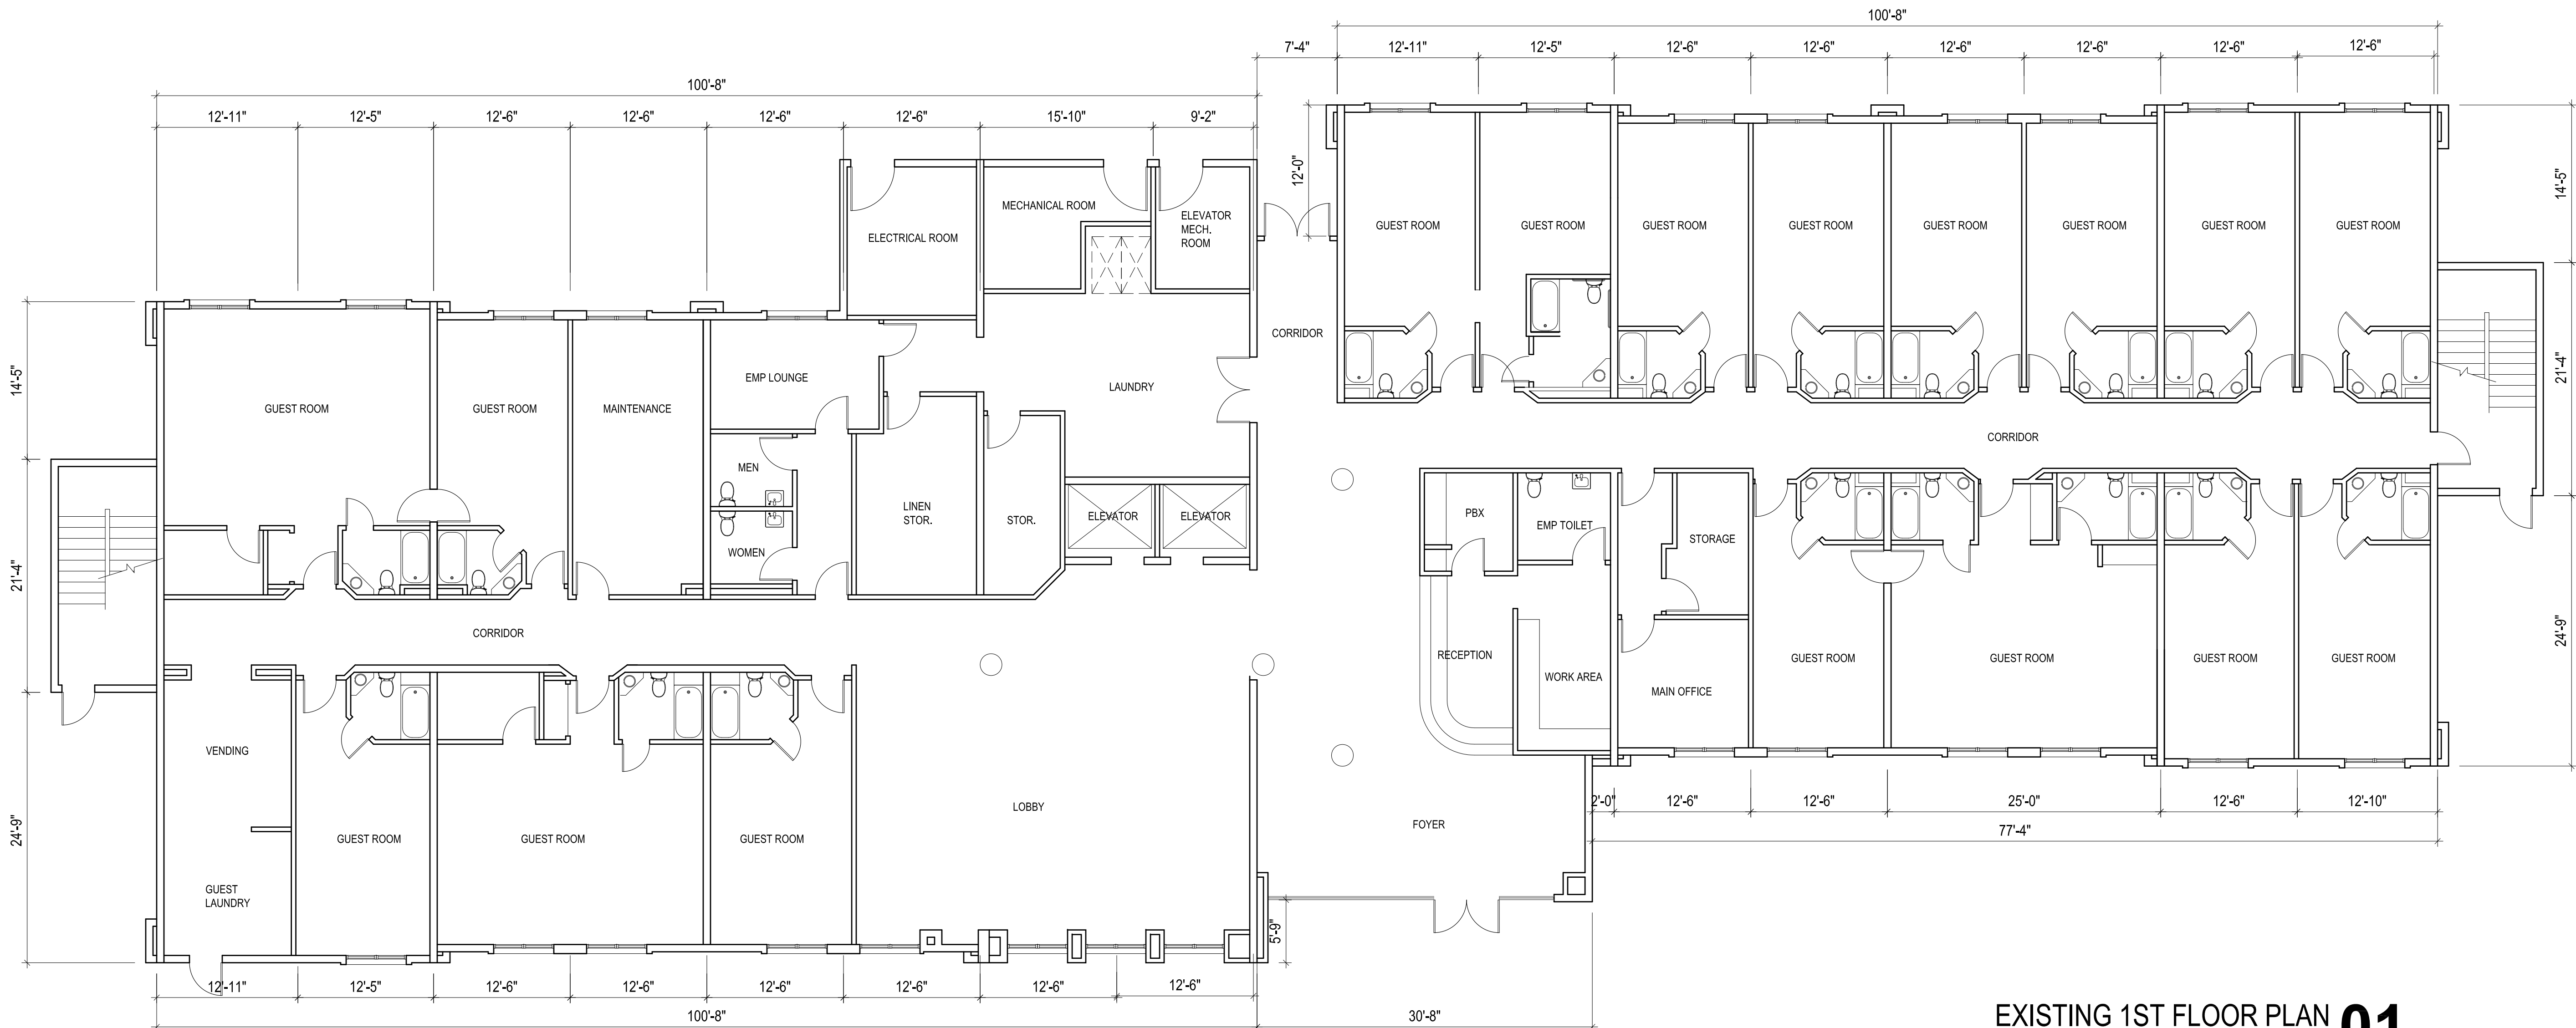 100'-8"
7'-4"
12'-11"
12'-5"
12'-6"
12'-6"
12'-6"
12'-6"
12'-6"
12'-6"
100'-8"
12'-11"
12'-5"
12'-6"
12'-6"
12'-6"
12'-6"
15'-10"
9'-2"
12'-0"
14'-5"
21'-4"
24'-9"
MECHANICAL ROOM
ELEVATOR
MECH.
ROOM
ELECTRICAL ROOM
GUEST ROOM
GUEST ROOM
GUEST ROOM
GUEST ROOM
GUEST ROOM
GUEST ROOM
GUEST ROOM
GUEST ROOM
CORRIDOR
14'-5"
21'-4"
24'-9"
EMP LOUNGE
LAUNDRY
GUEST ROOM
GUEST ROOM
MAINTENANCE
CORRIDOR
MEN
WOMEN
LINEN
STOR.
STOR.
ELEVATOR
ELEVATOR
PBX
EMP TOILET
STORAGE
CORRIDOR
RECEPTION
WORK AREA
MAIN OFFICE
GUEST ROOM
GUEST ROOM
GUEST ROOM
GUEST ROOM
VENDING
GUEST
LAUNDRY
GUEST ROOM
GUEST ROOM
GUEST ROOM
LOBBY
FOYER
2'-0"
12'-6"
12'-6"
25'-0"
12'-6"
12'-10"
77'-4"
5'-9"
12'-11"
12'-5"
12'-6"
12'-6"
12'-6"
12'-6"
12'-6"
12'-6"
100'-8"
30'-8"
EXISTING 1ST FLOOR PLAN
01